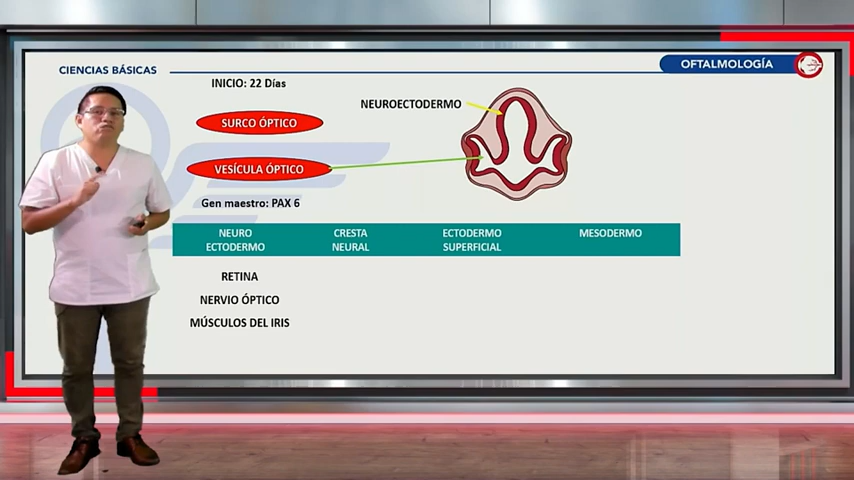 CIENCIAS BÁSICAS
OFTALMOLOGÍA
INICIO: 22 Días
NEUROECTODERMO
SURCO ÓPTICO
VESÍCULA ÓPTICO
Gen maestro: PAX 6
NEURO
ECTODERMO
CRESTA
NEURAL
ECTODERMO
SUPERFICIAL
MESODERMO
RETINA
NERVIO ÓPTICO
MÚSCULOS DEL IRIS